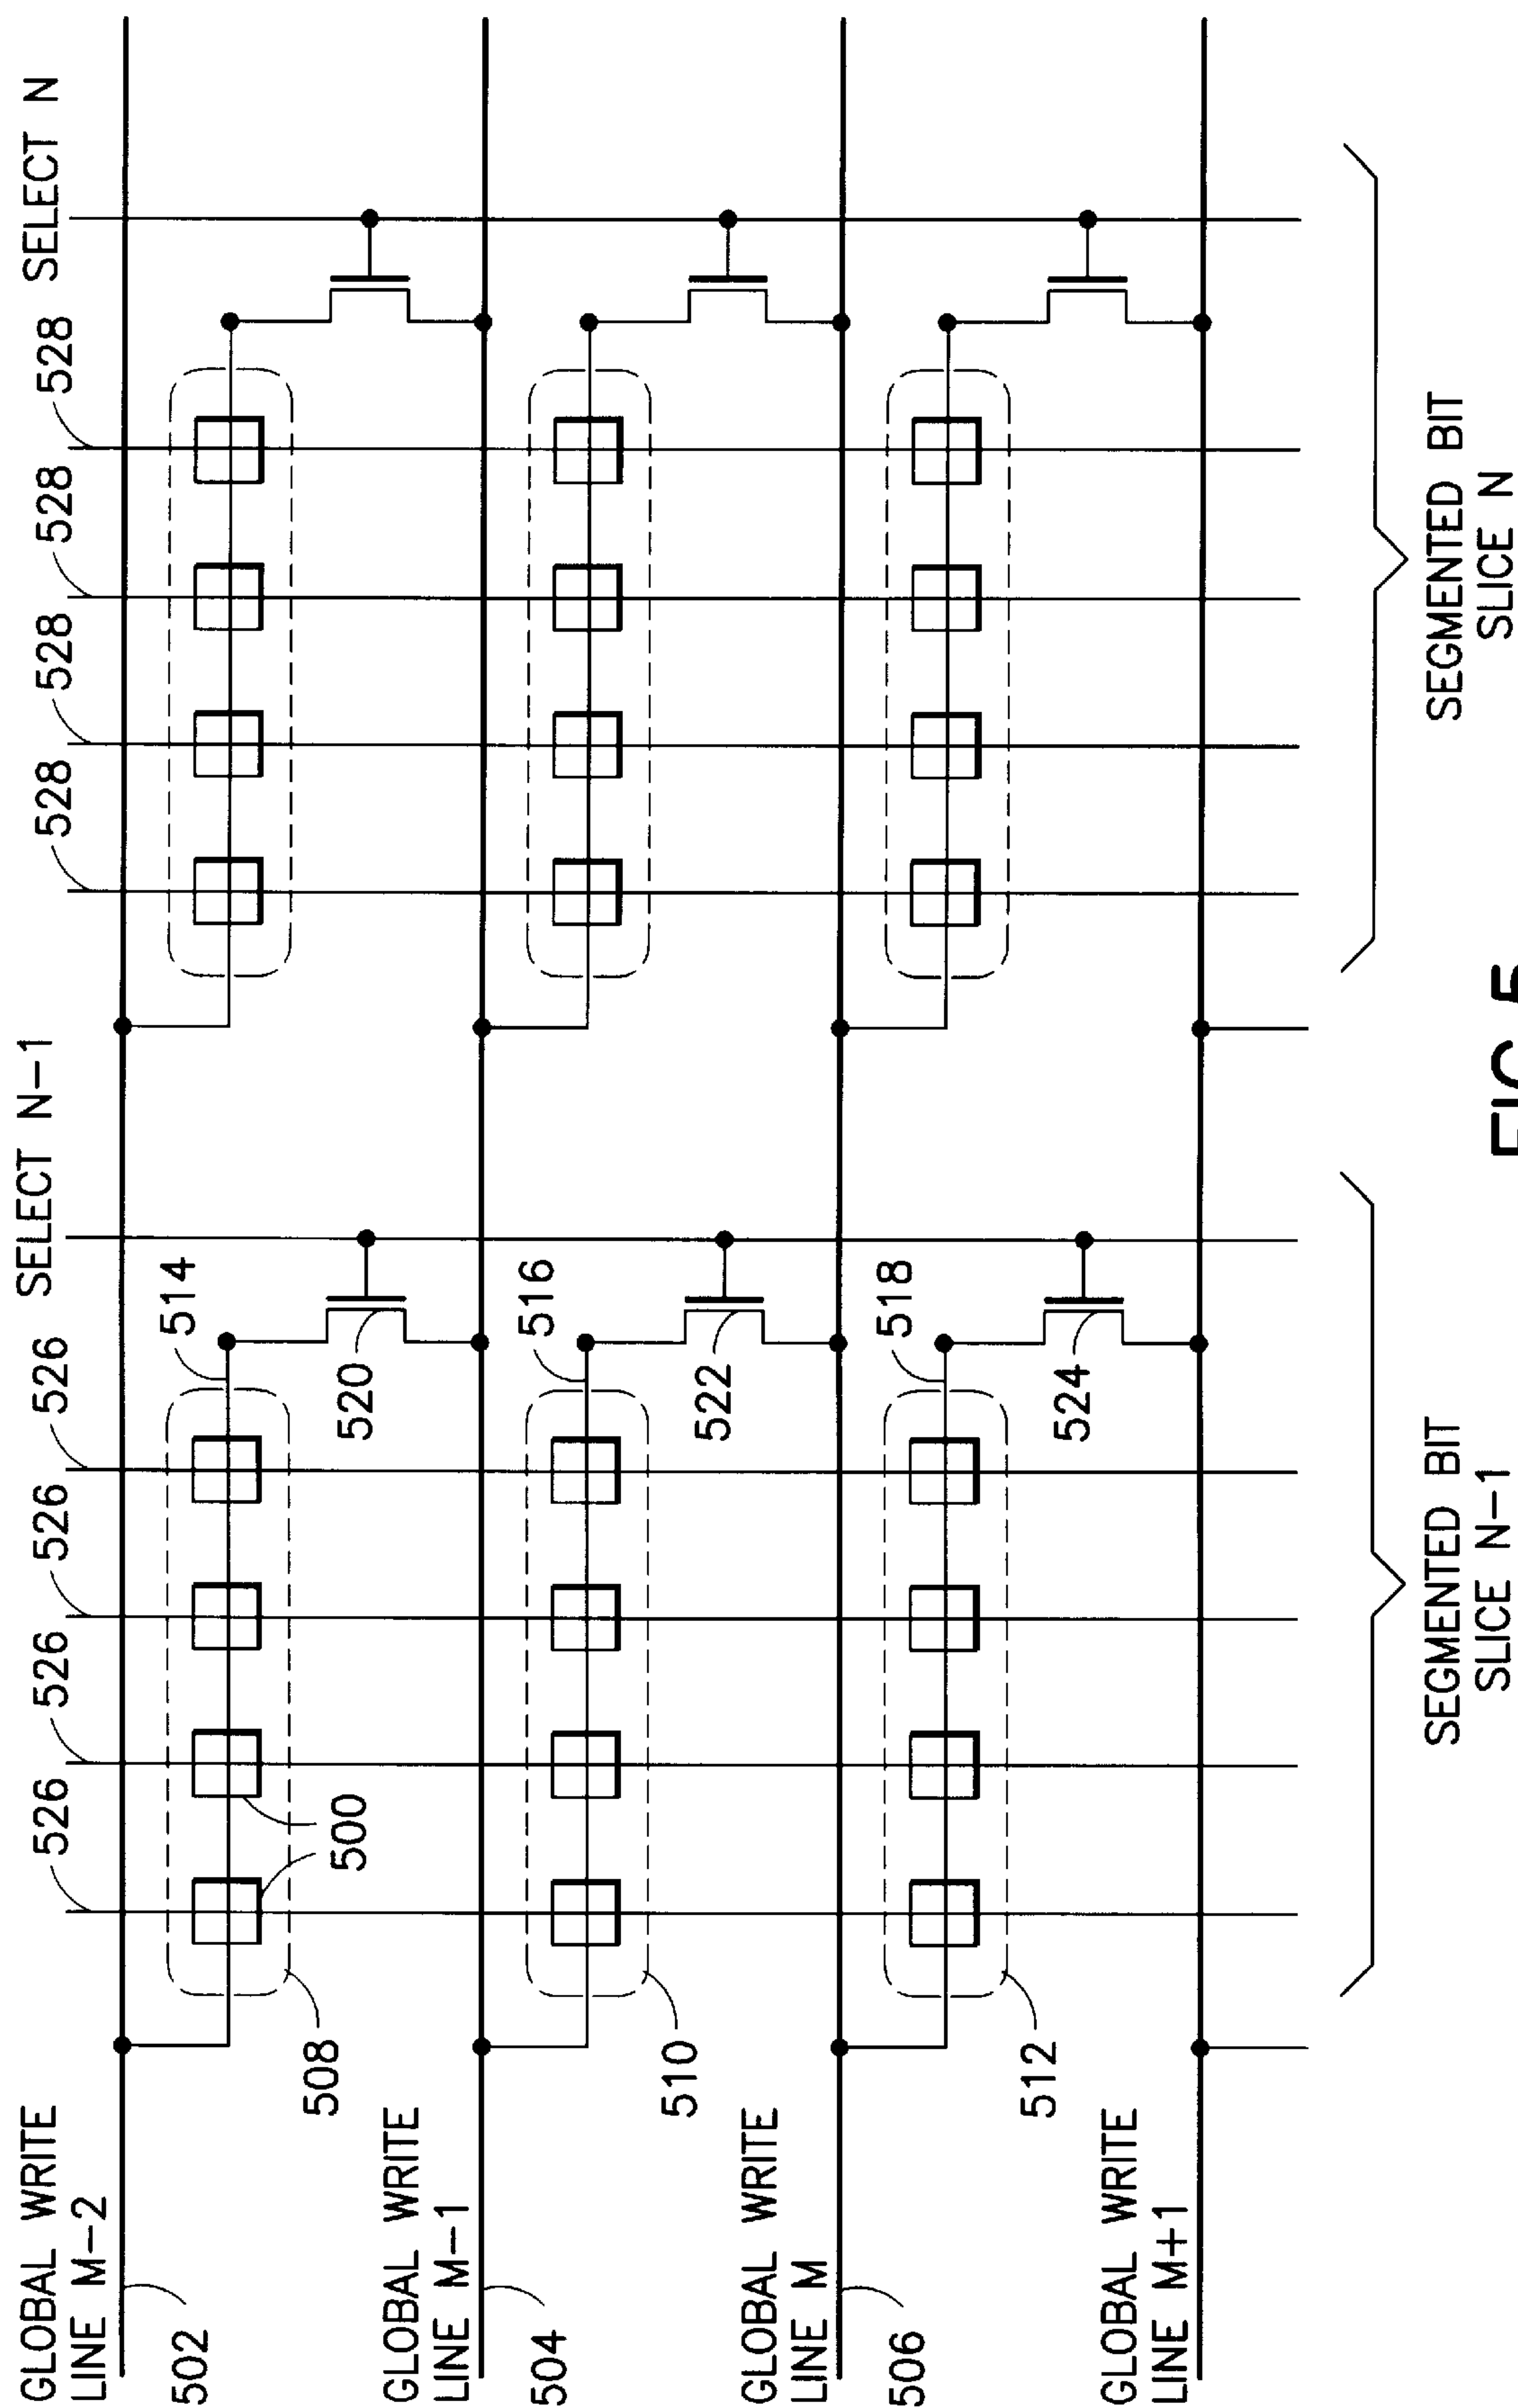 GLOBAL WRITE
LINE M-2
502
GLOBAL WRITE
LINE M-1
504
GLOBAL WRITE
LINE M
506
GLOBAL WRITE
LINE M+1
526
526
526
526
SELECT N-1
528
528
528
528
SELECT N
500
508
514
520
510
516
522
512
518
524
SEGMENTED BIT
SLICE N-1
SEGMENTED BIT
SLICE N
FIG. 5